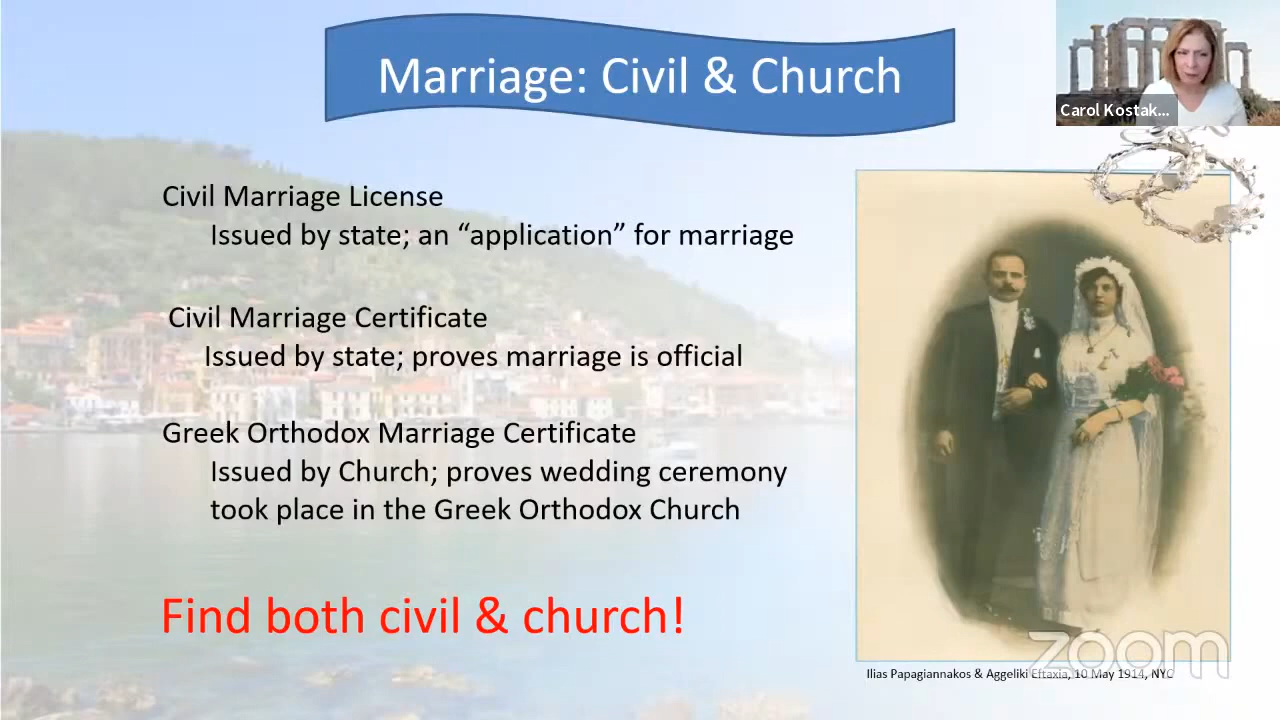 Marriage: Civil & Church
Carol Kostak...
Civil Marriage License
Issued by state; an “application” for marriage
Civil Marriage Certificate
Issued by state; proves marriage is official
Greek Orthodox Marriage Certificate
Issued by Church; proves wedding ceremony
took place in the Greek Orthodox Church
Find both civil & church!
zoom
Ilias Papagiannakos & Aggeliki Eftaxia, 10 May 1914, NYC